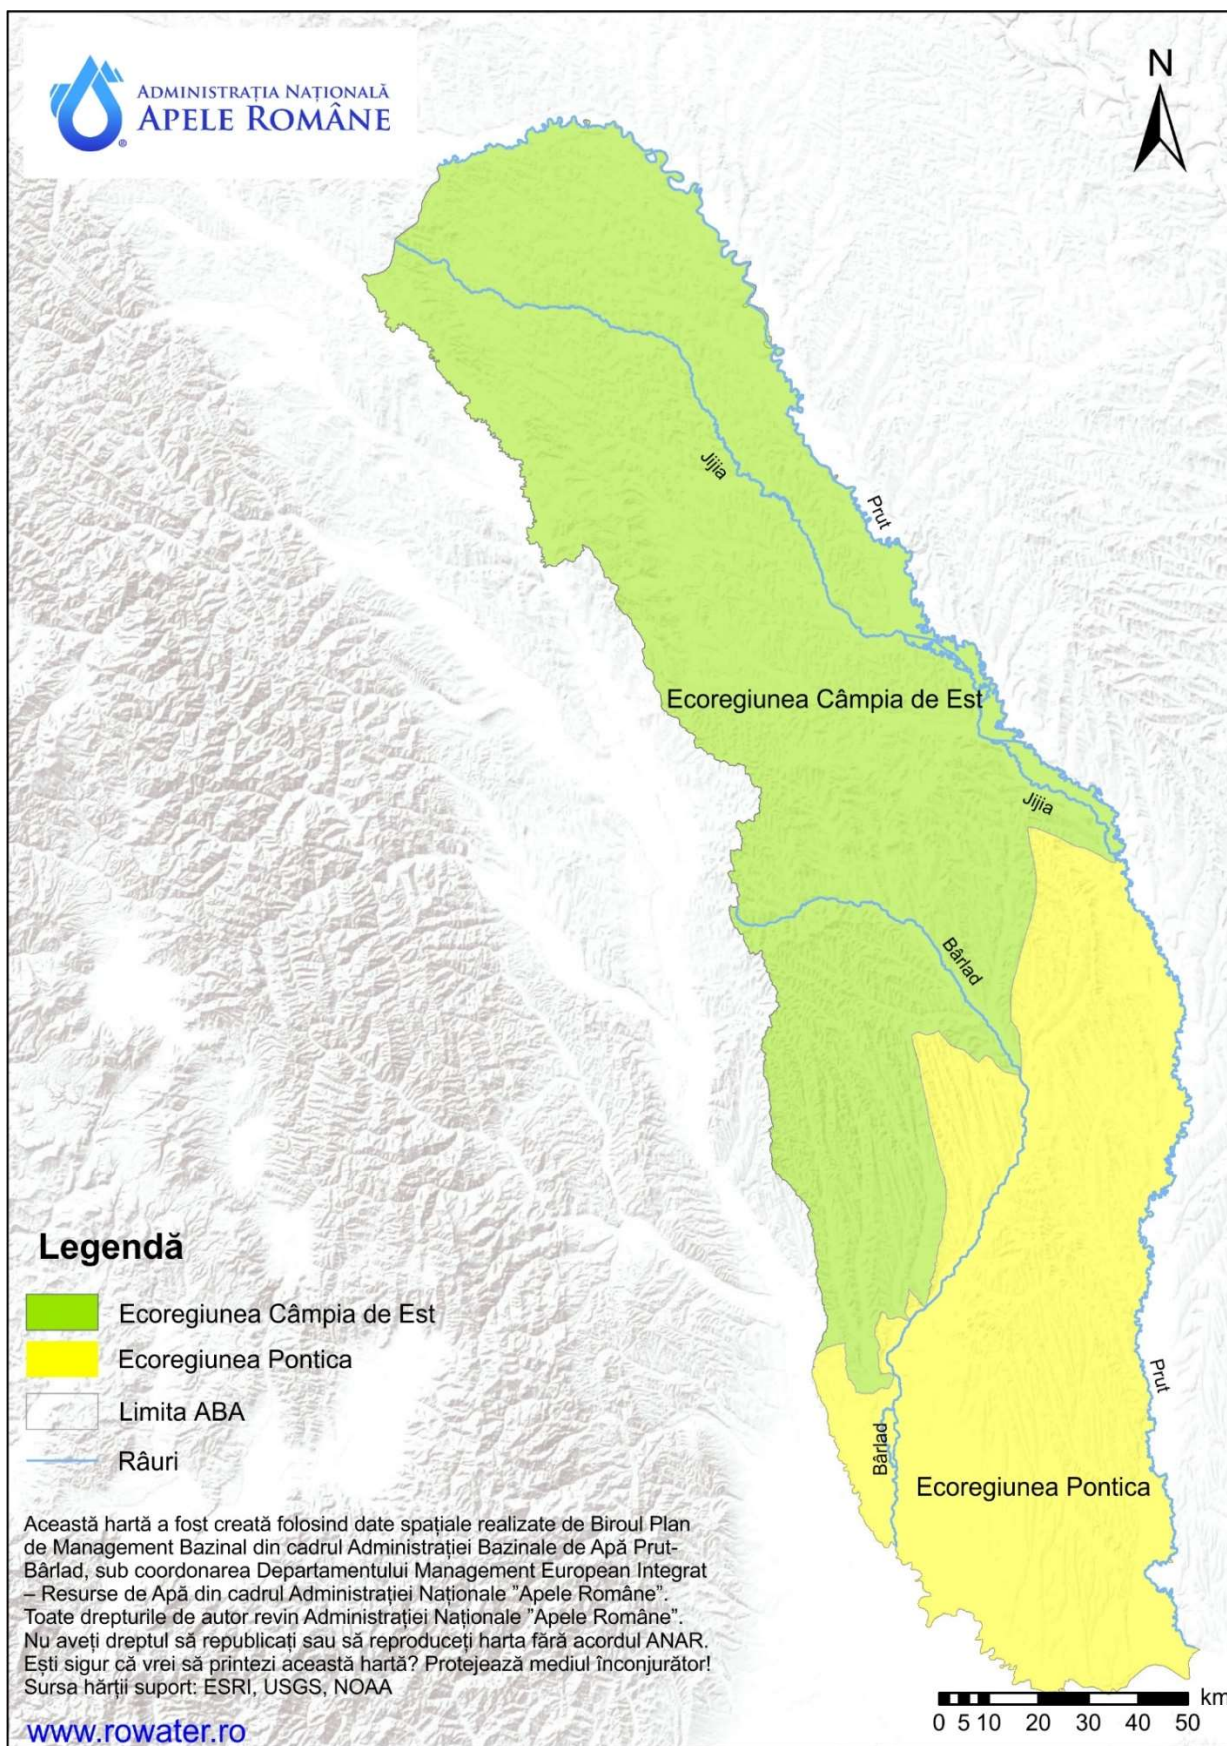 ADMINISTRAȚIA NAȚIONALĂ
APELE ROMÂNE
®
N
Jijia
Prut
Ecoregiunea Câmpia de Est
Jijia
Bârlad
Legendă
Ecoregiunea Câmpia de Est
Ecoregiunea Pontica
Limita ABA
Râuri
Prut
Bârlad
Ecoregiunea Pontica
Această hartă a fost creată folosind date spațiale realizate de Biroul Plan
de Management Bazinal din cadrul Administrației Bazinale de Apă Prut-
Bârlad, sub coordonarea Departamentului Management European Integrat
– Resurse de Apă din cadrul Administrației Naționale ”Apele Române”.
Toate drepturile de autor revin Administrației Naționale ”Apele Române”.
Nu aveți dreptul să republicați sau să reproduceți harta fără acordul ANAR.
Ești sigur că vrei să printezi această hartă? Protejează mediul înconjurător!
Sursa hărții suport: ESRI, USGS, NOAA
www.rowater.ro
km
0 5 10 20 30 40 50